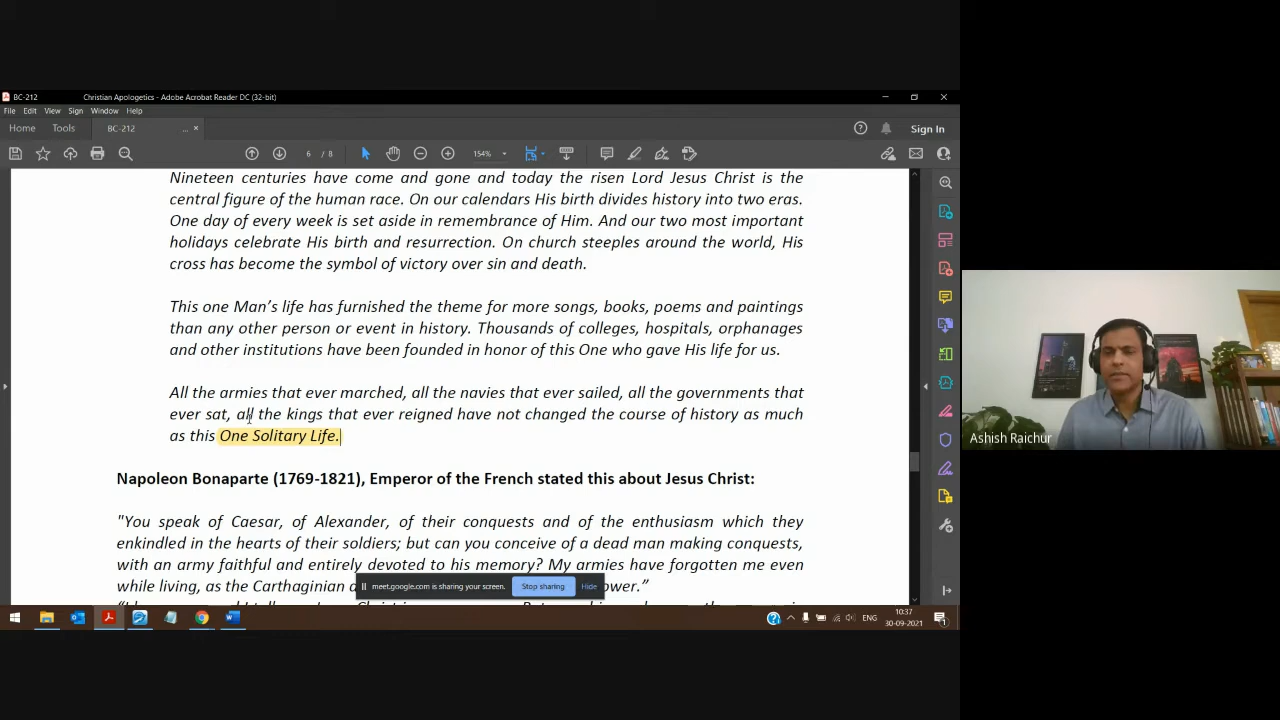 BC-212 Christian Apologetics - Adobe Acrobat Reader DC (32-bit)
File Edit View Sign Window Help
Home Tools BC-212 ... × Sign In
6 / 8 154%
Nineteen centuries have come and gone and today the risen Lord Jesus Christ is the
central figure of the human race. On our calendars His birth divides history into two eras.
One day of every week is set aside in remembrance of Him. And our two most important
holidays celebrate His birth and resurrection. On church steeples around the world, His
cross has become the symbol of victory over sin and death.
This one Man's life has furnished the theme for more songs, books, poems and paintings
than any other person or event in history. Thousands of colleges, hospitals, orphanages
and other institutions have been founded in honor of this One who gave His life for us.
All the armies that ever marched, all the navies that ever sailed, all the governments that
ever sat, all the kings that ever reigned have not changed the course of history as much
as this One Solitary Life.
Napoleon Bonaparte (1769-1821), Emperor of the French stated this about Jesus Christ:
"You speak of Caesar, of Alexander, of their conquests and of the enthusiasm which they
enkindled in the hearts of their soldiers; but can you conceive of a dead man making conquests,
with an army faithful and entirely devoted to his memory? My armies have forgotten me even
while living, as the Carthaginian
meet.google.com is sharing your screen. Stop sharing Hide
Ashish Raichur
ENG
10:37
30-09-2021